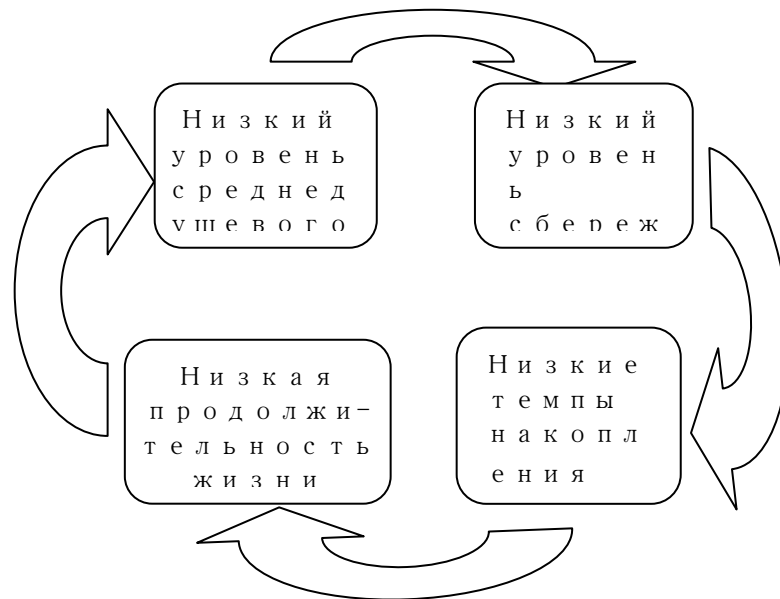 Низкий
уровень
среднед
ушевого
Низкий
уровен
ь
сбереж
Низкая
продолжи-
тельность
жизни
Низкие
темпы
накопл
ения